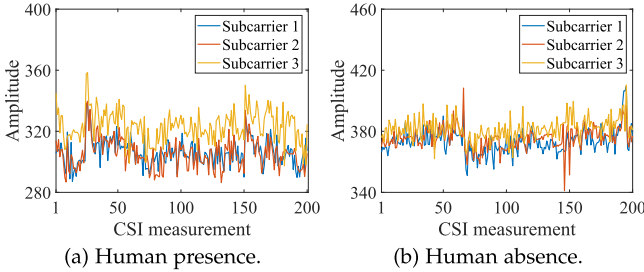 400
360
320
280
Amplitude
Subcarrier 1
Subcarrier 2
Subcarrier 3
1 50 100 150 200
CSI measurement
(a) Human presence.
460
420
380
340
Amplitude
Subcarrier 1
Subcarrier 2
Subcarrier 3
1 50 100 150 200
CSI measurement
(b) Human absence.